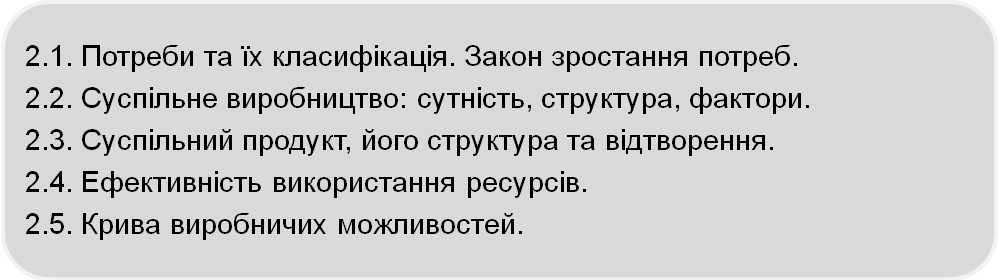 2.1. Потреби та їх класифікація. Закон зростання потреб.
2.2. Суспільне виробництво: сутність, структура, фактори.
2.3. Суспільний продукт, його структура та відтворення.
2.4. Ефективність використання ресурсів.
2.5. Крива виробничих можливостей.